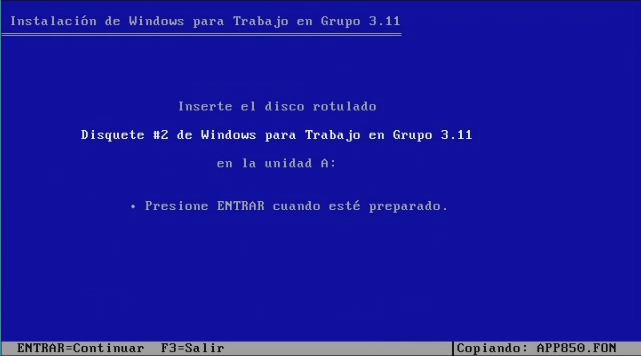 Instalación de Windows para Trabajo en Grupo 3.11
Inserte el disco rotulado
Disquete #2 de Windows para Trabajo en Grupo 3.11
en la unidad A:
• Presione ENTRAR cuando esté preparado.
ENTRAR=Continuar F3=Salir |Copiando: APP850.FON